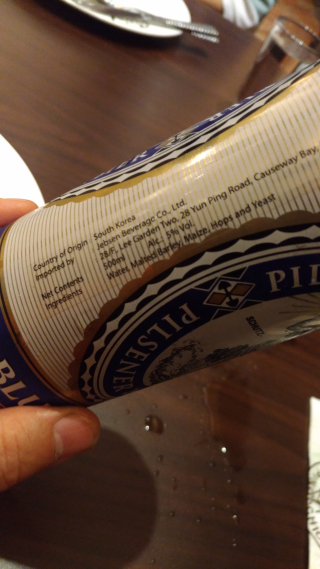 Country of Origin South Korea
Imported by Jebsen Beverage Co., Ltd.
28/F, Lee Garden Two, 28 Yun Ping Road, Causeway Bay,
Net Contents 500ml Alc. 5% Vol
Ingredients Water, Malted Barley, Maize, Hops and Yeast
PILSENER
PIL
BLU